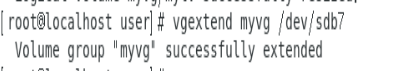 [root@localhost user]# vgextend myvg /dev/sdb7
Volume group "myvg" successfully extended